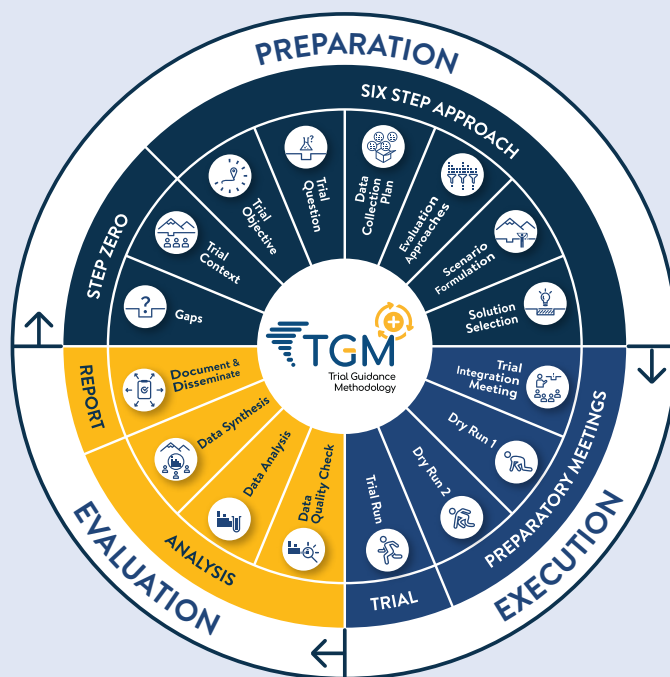 PREPARATION
SIX STEP APPROACH
STEP ZERO
Gaps
Trial
Context
Trial
Objective
Trial
Question
Data
Collection
Plan
Evaluation
Approaches
Scenario
Formulation
Solution
Selection
EXECUTION
PREPARATORY MEETINGS
Trial
Integration
Meeting
Dry Run 1
Dry Run 2
TRIAL
Trial Run
EVALUATION
ANALYSIS
Data
Quality Check
Data Analysis
Data Synthesis
REPORT
Document &
Disseminate
TGM
Trial Guidance
Methodology